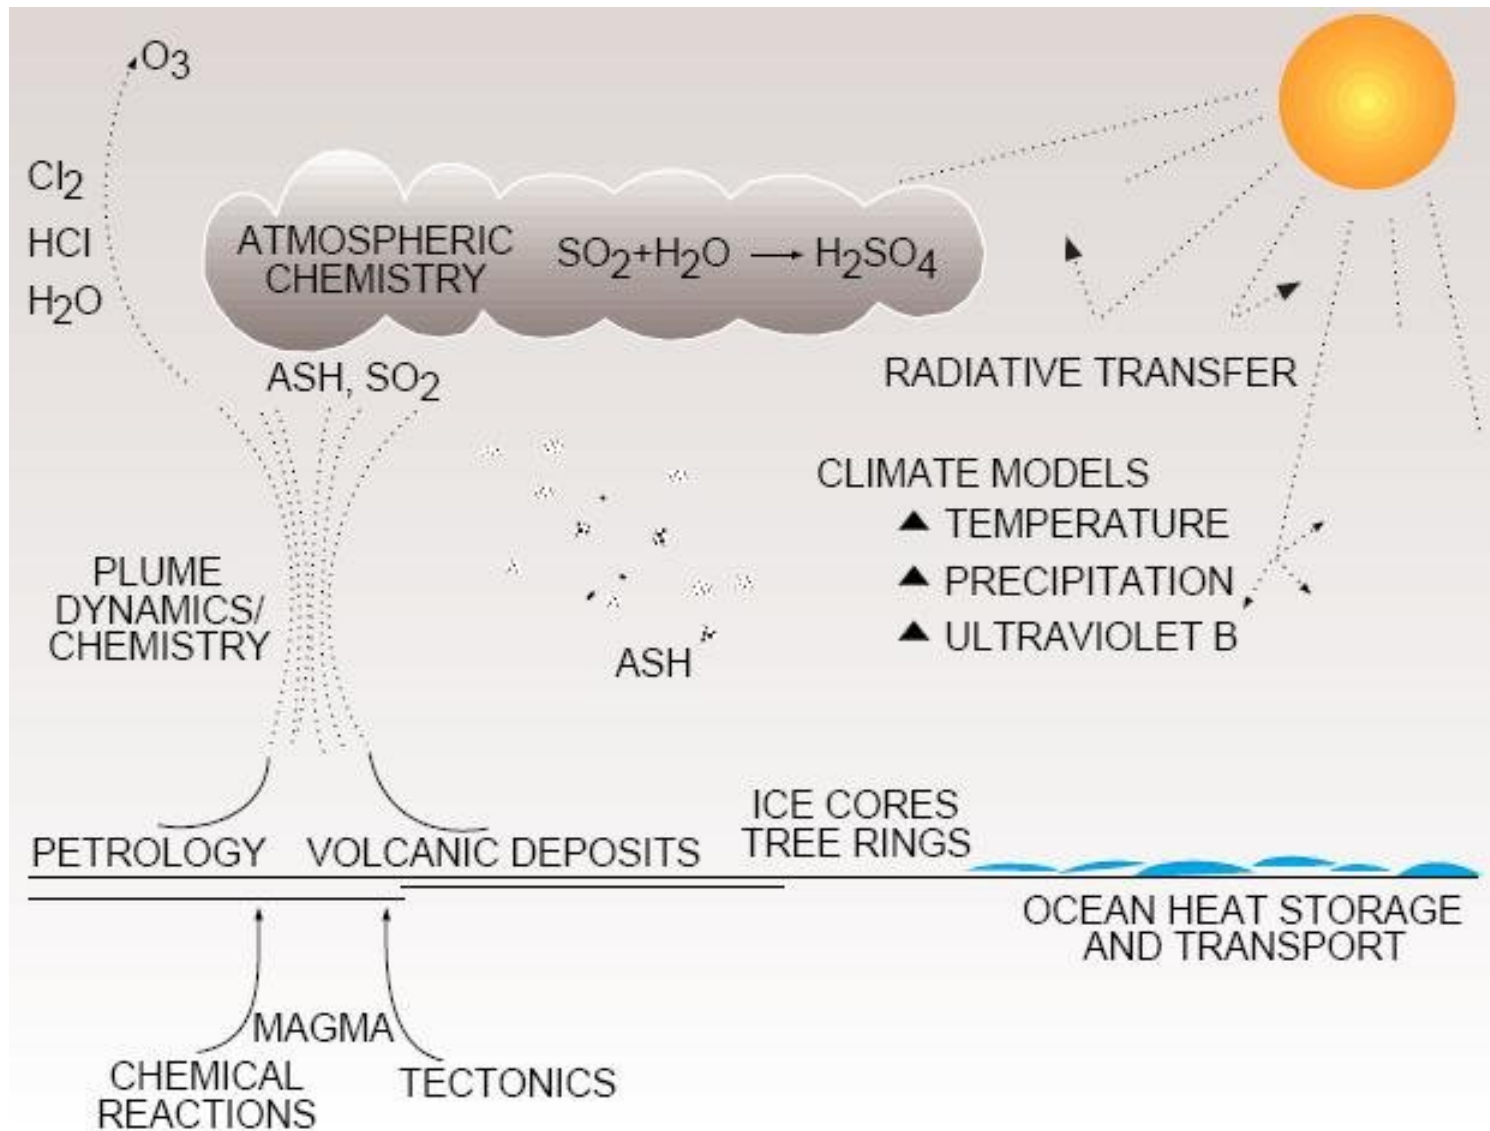 O3
Cl2
HCl
H2O
ATMOSPHERIC
CHEMISTRY
SO2+H2O → H2SO4
ASH, SO2
RADIATIVE TRANSFER
CLIMATE MODELS
▲ TEMPERATURE
▲ PRECIPITATION
▲ ULTRAVIOLET B
PLUME
DYNAMICS/
CHEMISTRY
ASH
ICE CORES
TREE RINGS
PETROLOGY
VOLCANIC DEPOSITS
OCEAN HEAT STORAGE
AND TRANSPORT
MAGMA
CHEMICAL
REACTIONS
TECTONICS